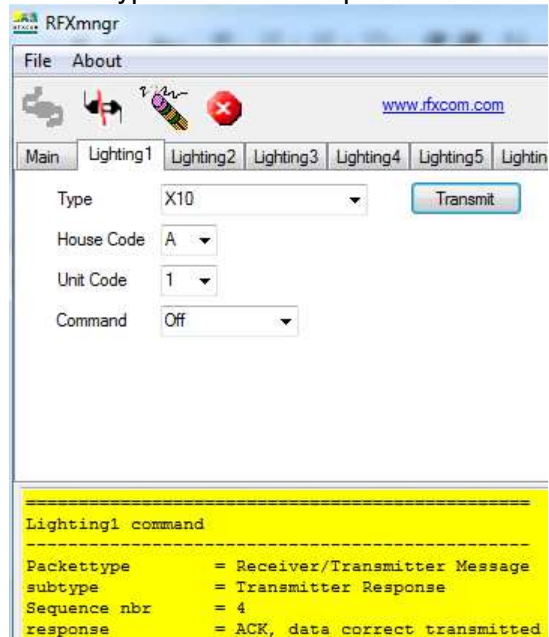 RFXmngr
File About
www.rfxcom.com
Main Lighting1 Lighting2 Lighting3 Lighting4 Lighting5 Lightin
Type X10 Transmit
House Code A
Unit Code 1
Command Off
==================================================
Lighting1 command
--------------------------------------------------
Packettype = Receiver/Transmitter Message
subtype = Transmitter Response
Sequence nbr = 4
response = ACK, data correct transmitted